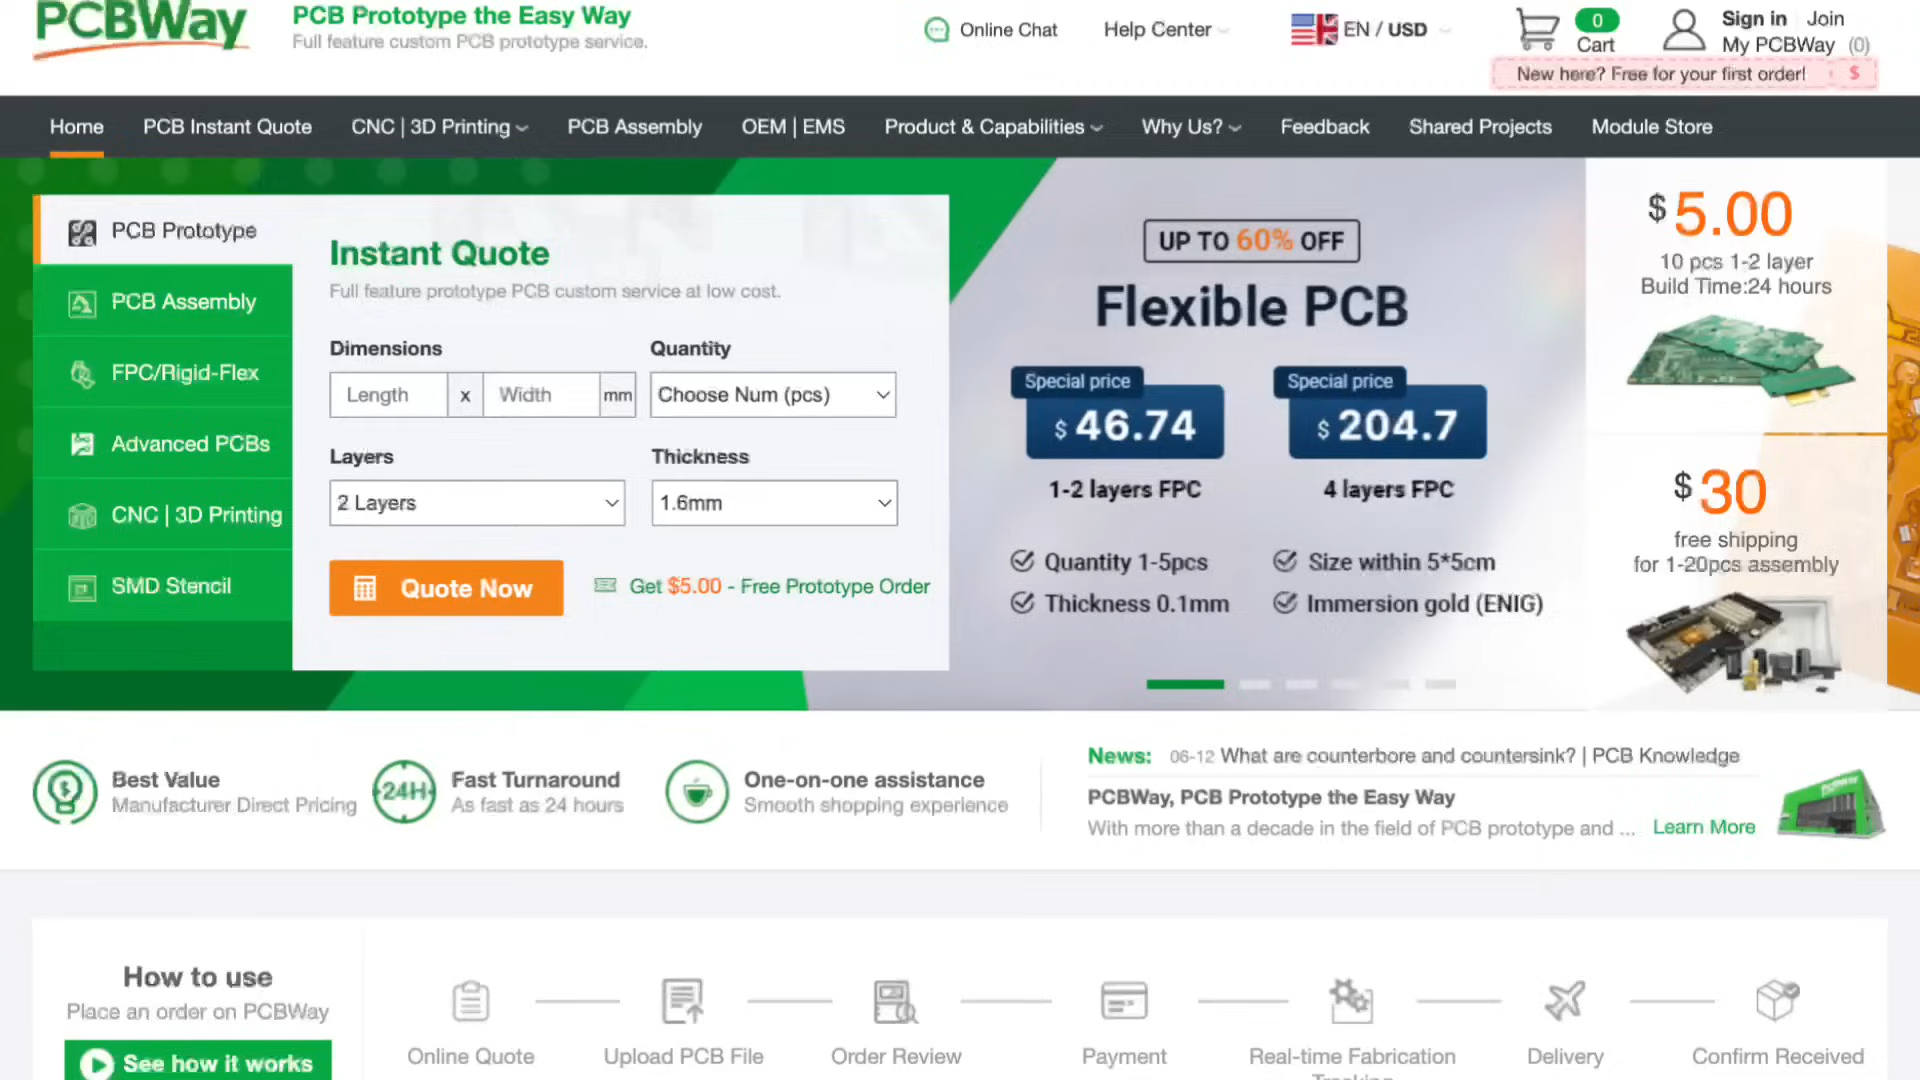 PCBWay
PCB Prototype the Easy Way
Full feature custom PCB prototype service.
Online Chat
Help Center
EN / USD
0
Cart
Sign in Join
My PCBWay (0)
New here? Free for your first order! $
Home
PCB Instant Quote
CNC | 3D Printing
PCB Assembly
OEM | EMS
Product & Capabilities
Why Us?
Feedback
Shared Projects
Module Store
PCB Prototype
PCB Assembly
FPC/Rigid-Flex
Advanced PCBs
CNC | 3D Printing
SMD Stencil
Instant Quote
Full feature prototype PCB custom service at low cost.
Dimensions
Quantity
Length x Width mm
Choose Num (pcs)
Layers
Thickness
2 Layers
1.6mm
Quote Now
Get $5.00 - Free Prototype Order
UP TO 60% OFF
Flexible PCB
Special price
$ 46.74
1-2 layers FPC
Special price
$ 204.7
4 layers FPC
Quantity 1-5pcs
Size within 5*5cm
Thickness 0.1mm
Immersion gold (ENIG)
$ 5.00
10 pcs 1-2 layer
Build Time:24 hours
$ 30
free shipping
for 1-20pcs assembly
Best Value
Manufacturer Direct Pricing
24H
Fast Turnaround
As fast as 24 hours
One-on-one assistance
Smooth shopping experience
News: 06-12 What are counterbore and countersink? | PCB Knowledge
PCBWay, PCB Prototype the Easy Way
With more than a decade in the field of PCB prototype and ... Learn More
How to use
Place an order on PCBWay
See how it works
Online Quote
Upload PCB File
Order Review
Payment
Real-time Fabrication
Tracking
Delivery
Confirm Received